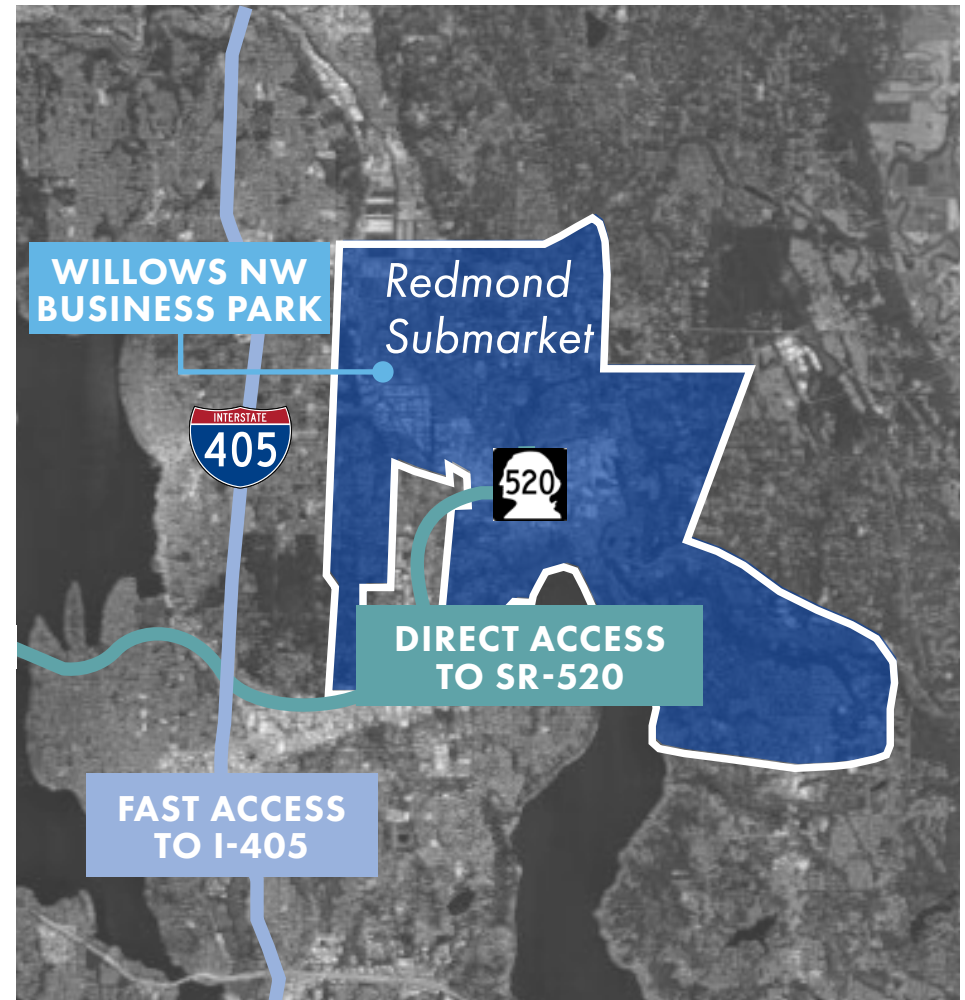 WILLOWS NW
BUSINESS PARK
Redmond
Submarket
INTERSTATE
405
520
DIRECT ACCESS
TO SR-520
FAST ACCESS
TO I-405